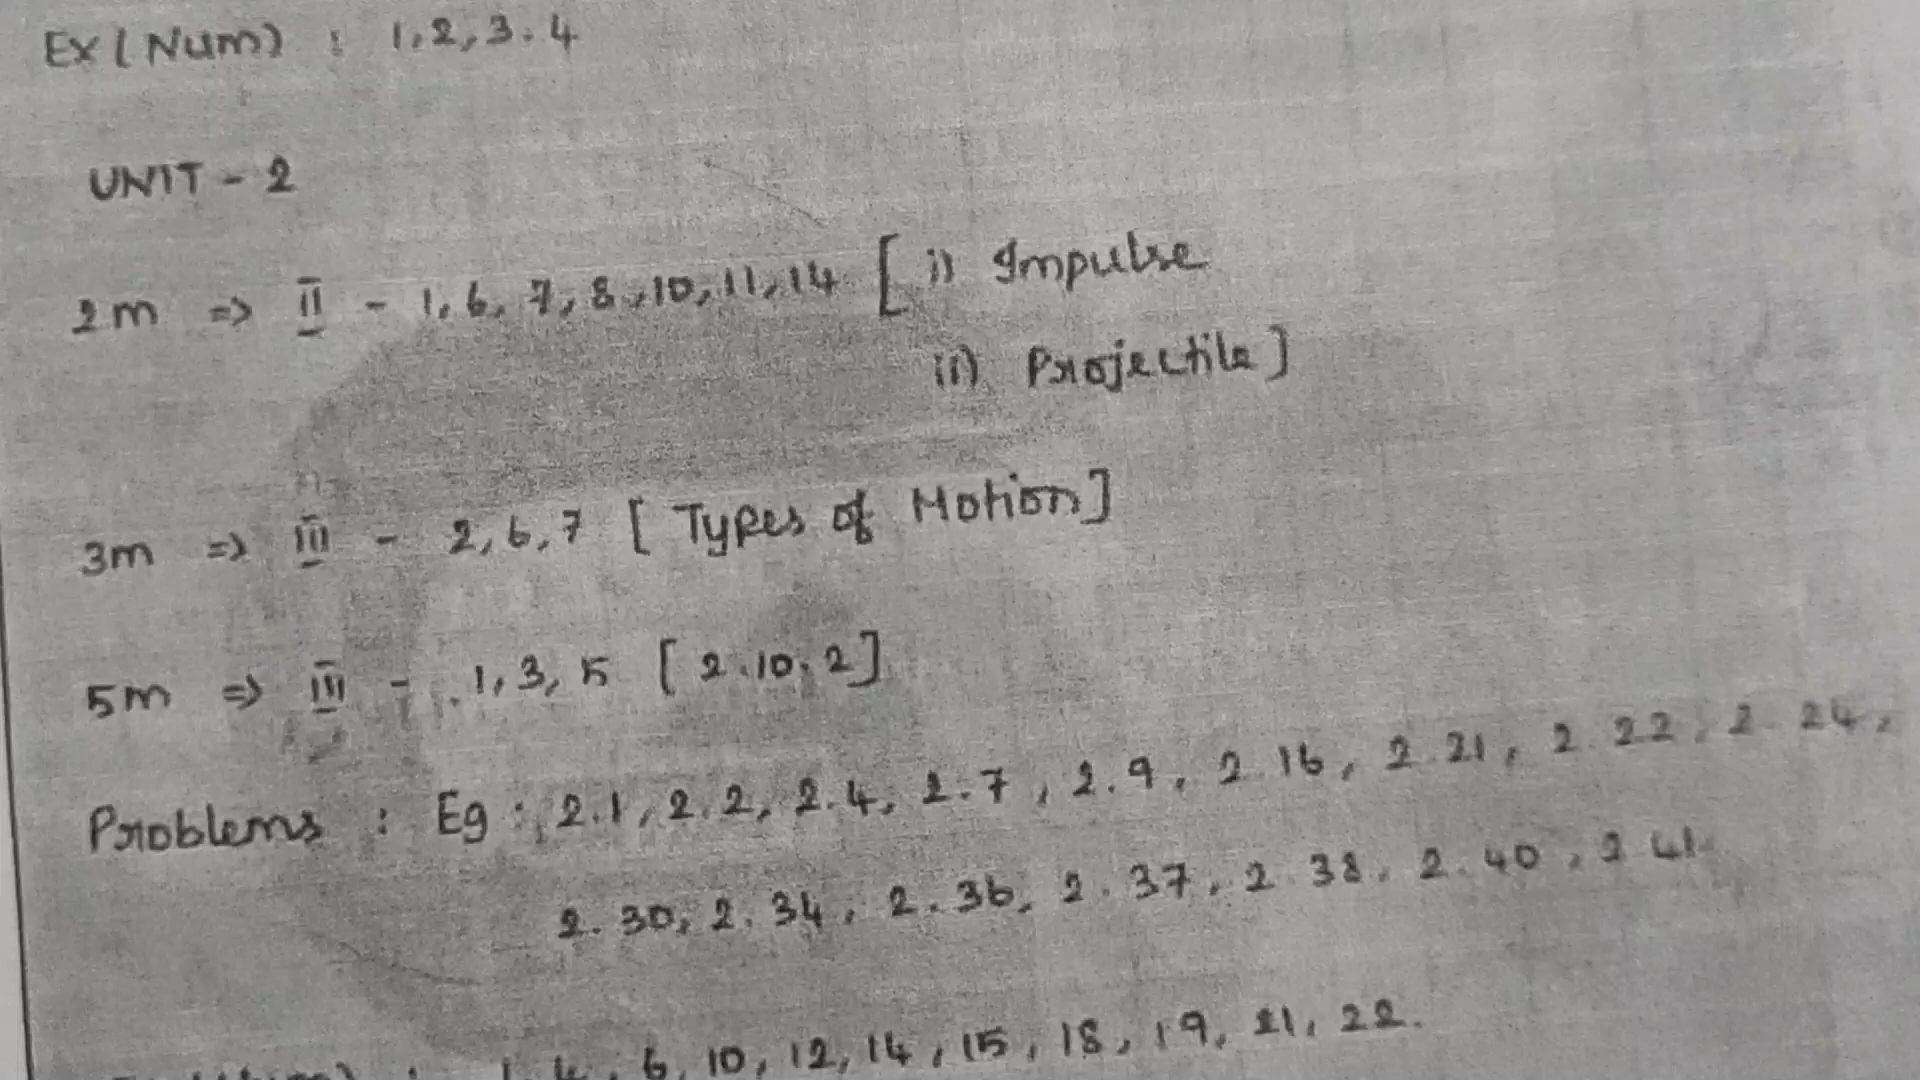 Ex (Num) : 1,2,3,4
UNIT - 2
2m => II - 1, 6, 7, 8, 10, 11, 14 [ i) Impulse
ii) Projectile ]
3m => III - 2, 6, 7 [ Types of Motion ]
5m => III - 1, 3, 5 [ 2.10.2 ]
Problems : Eg : 2.1, 2.2, 2.4, 2.7, 2.9, 2.16, 2.21, 2.22, 2.24,
2.30, 2.34, 2.36, 2.37, 2.38, 2.40, 2.41.
6, 10, 12, 14, 15, 18, 19, 21, 22.